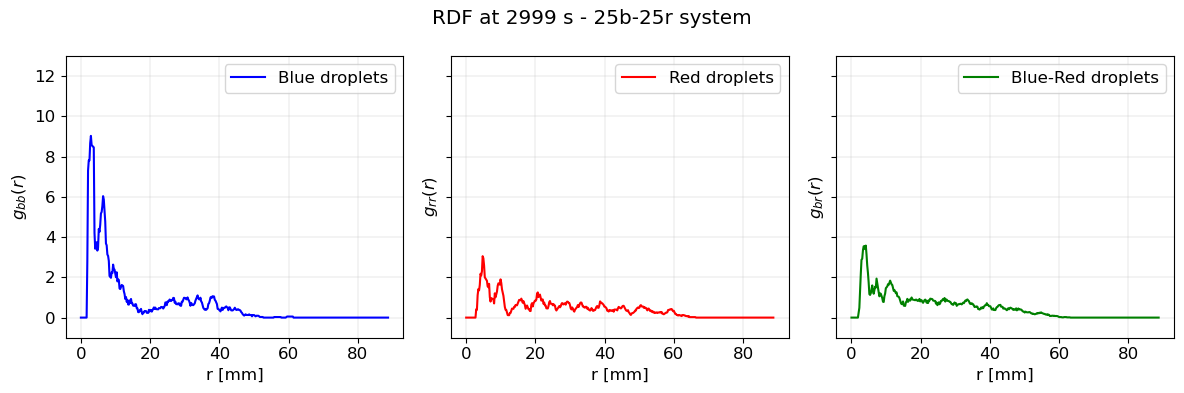 RDF at 2999 s - 25b-25r system
Blue droplets
12
10
8
6
4
2
0
g_bb(r)
0 20 40 60 80
r [mm]
Red droplets
g_rr(r)
0 20 40 60 80
r [mm]
Blue-Red droplets
g_br(r)
0 20 40 60 80
r [mm]